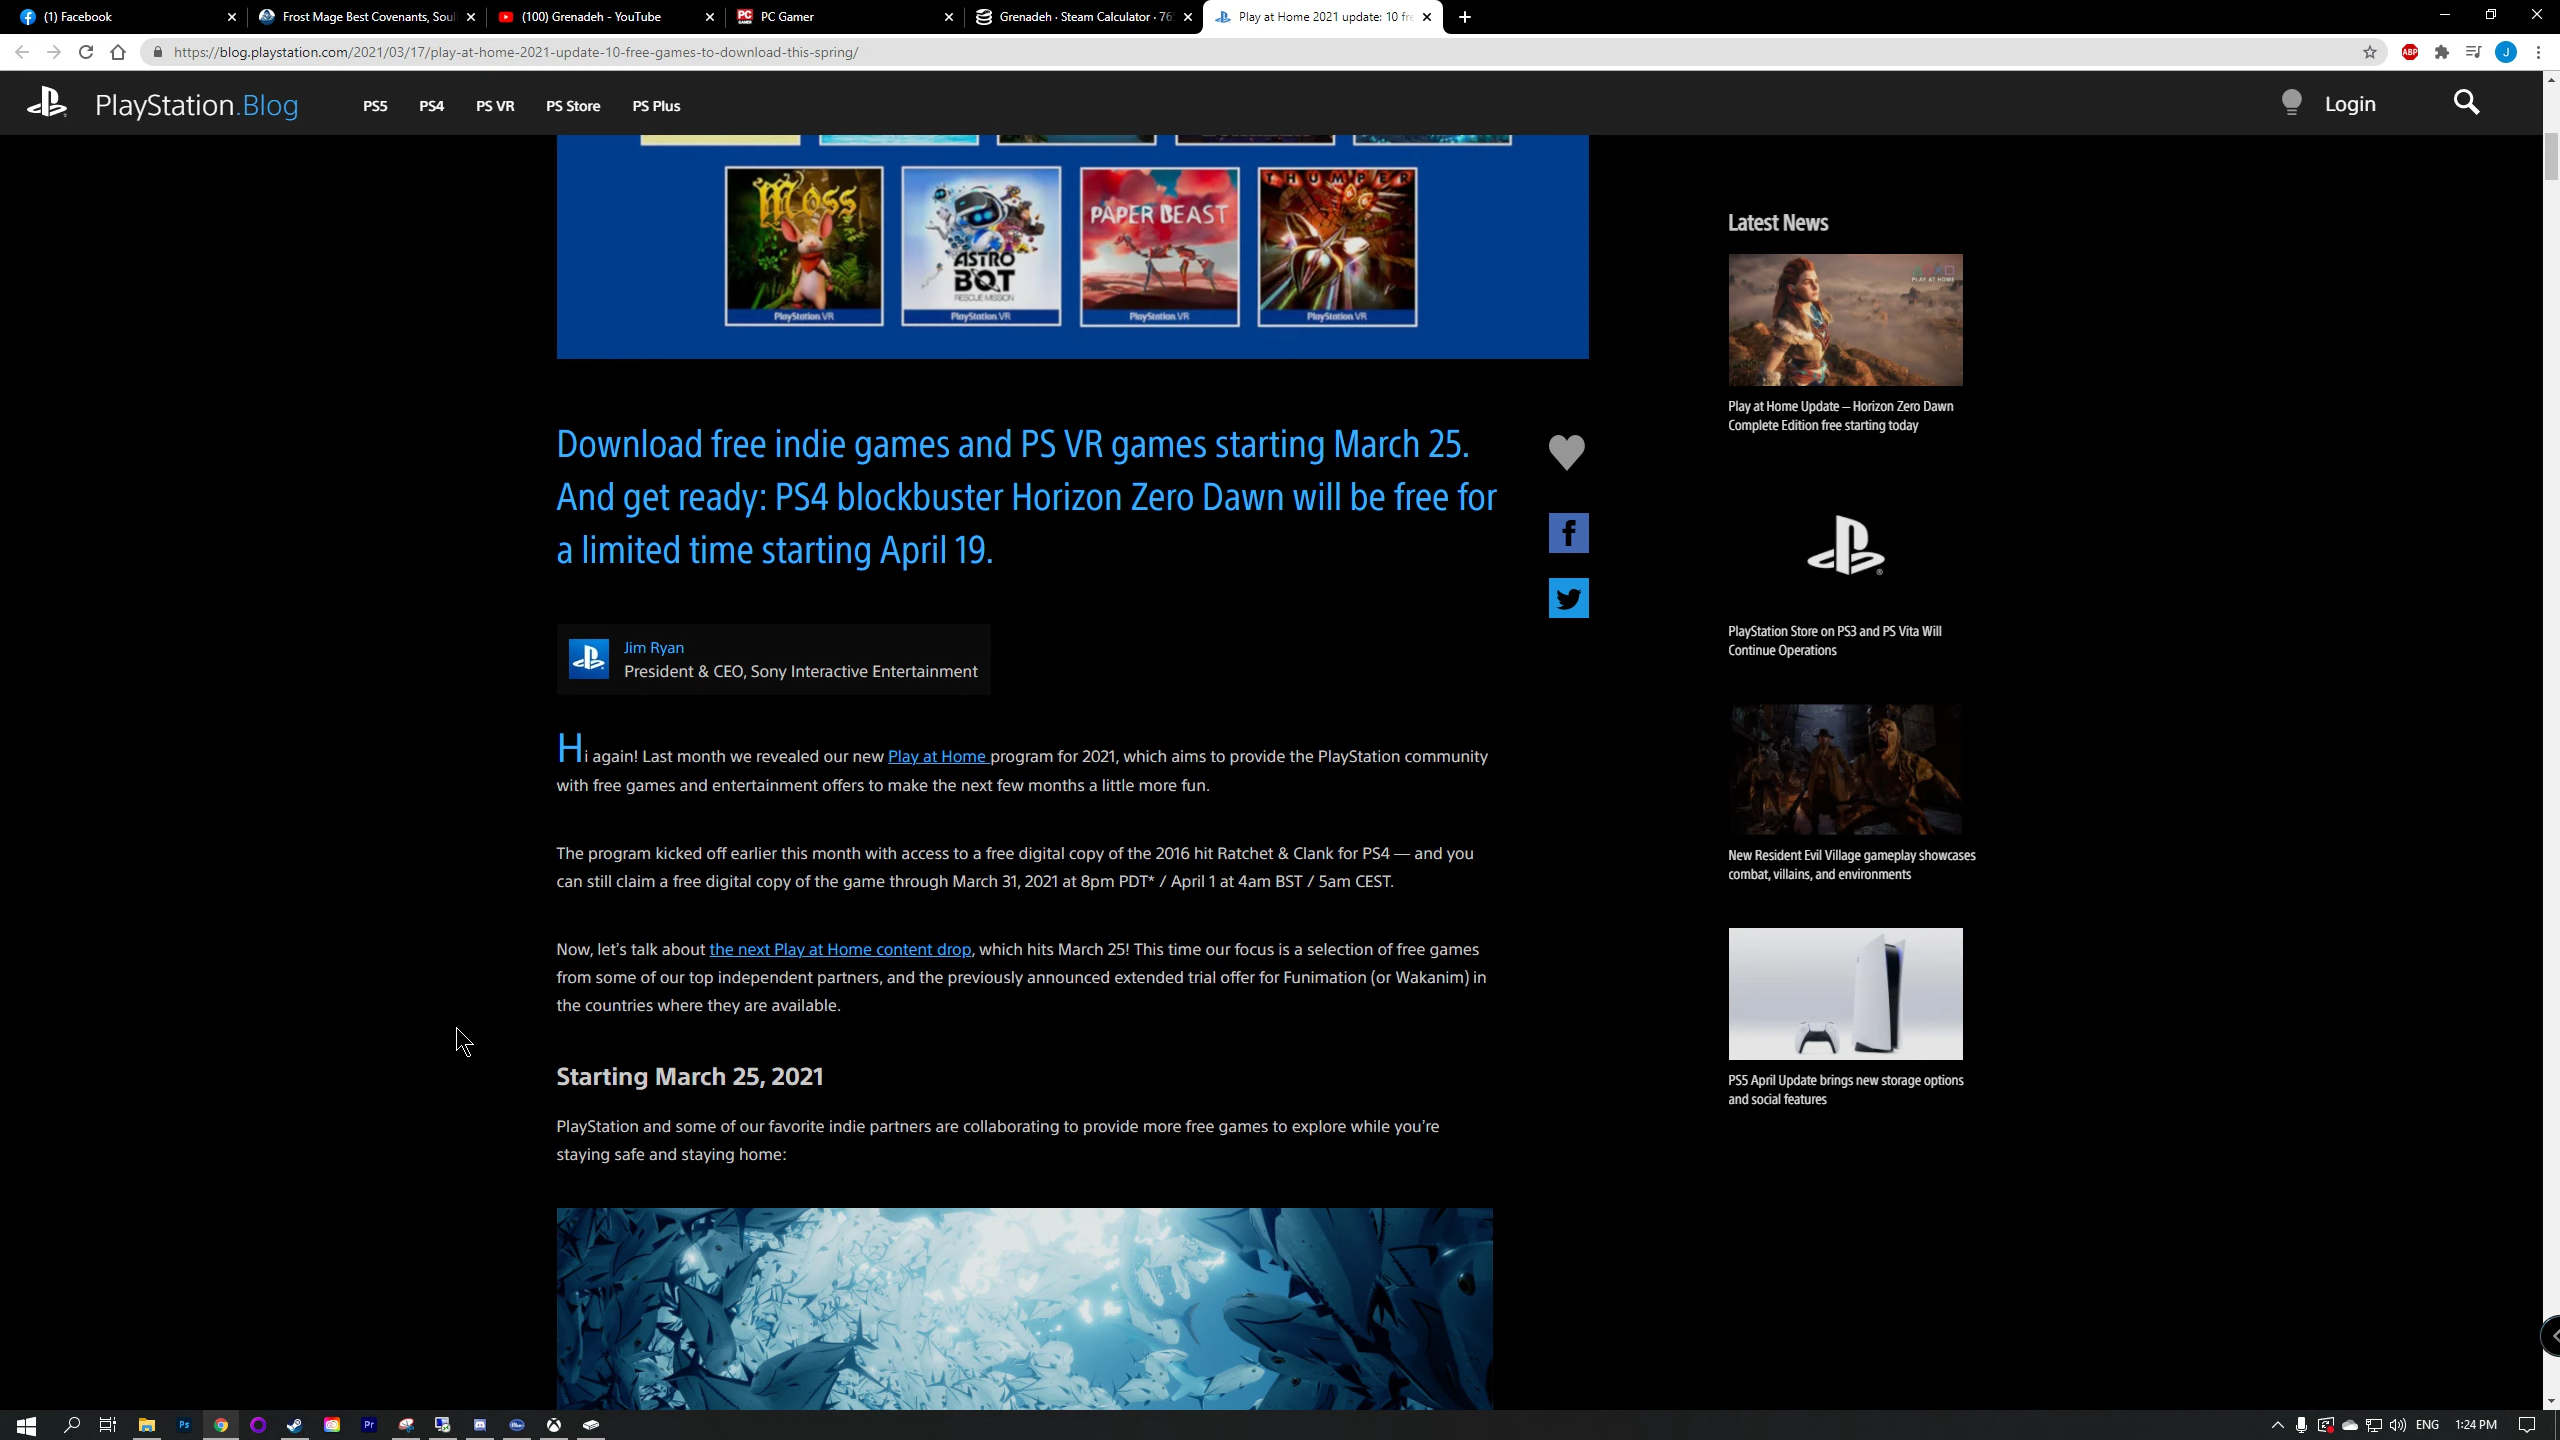 (1) Facebook
Frost Mage Best Covenants, Soul
(100) Grenadeh - YouTube
PC Gamer
Grenadeh · Steam Calculator · 76
Play at Home 2021 update: 10 fre
https://blog.playstation.com/2021/03/17/play-at-home-2021-update-10-free-games-to-download-this-spring/
ABP
J
PlayStation.Blog
PS5
PS4
PS VR
PS Store
PS Plus
Login
MOSS
PlayStation VR
ASTRO
BOT
RESCUE MISSION
PlayStation VR
PAPER BEAST
PlayStation VR
THUMPER
PlayStation VR
Download free indie games and PS VR games starting March 25.
And get ready: PS4 blockbuster Horizon Zero Dawn will be free for
a limited time starting April 19.
Jim Ryan
President & CEO, Sony Interactive Entertainment
Hi again! Last month we revealed our new Play at Home program for 2021, which aims to provide the PlayStation community
with free games and entertainment offers to make the next few months a little more fun.
The program kicked off earlier this month with access to a free digital copy of the 2016 hit Ratchet & Clank for PS4 — and you
can still claim a free digital copy of the game through March 31, 2021 at 8pm PDT* / April 1 at 4am BST / 5am CEST.
Now, let's talk about the next Play at Home content drop, which hits March 25! This time our focus is a selection of free games
from some of our top independent partners, and the previously announced extended trial offer for Funimation (or Wakanim) in
the countries where they are available.
Starting March 25, 2021
PlayStation and some of our favorite indie partners are collaborating to provide more free games to explore while you're
staying safe and staying home:
Latest News
PLAY AT HOME
Play at Home Update – Horizon Zero Dawn
Complete Edition free starting today
PlayStation Store on PS3 and PS Vita Will
Continue Operations
New Resident Evil Village gameplay showcases
combat, villains, and environments
PS5 April Update brings new storage options
and social features
Ps
Pr
ENG
1:24 PM